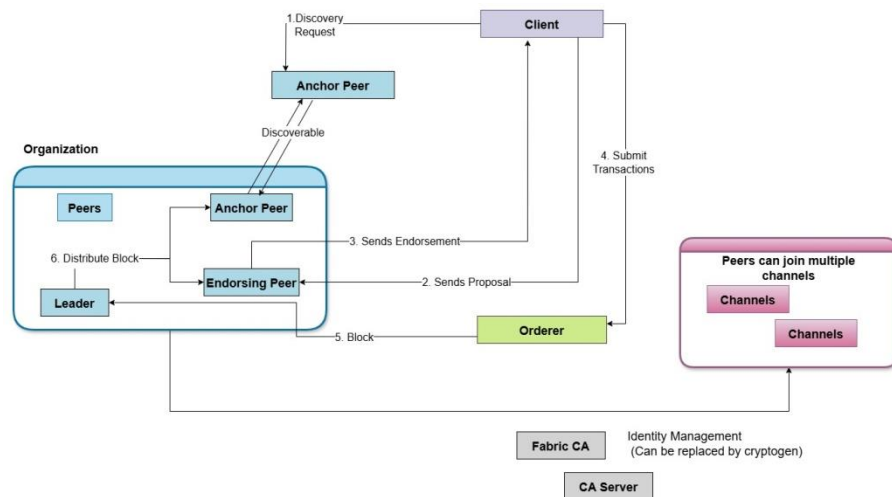 1.Discovery
Request
Client
Anchor Peer
Discoverable
Organization
4. Submit
Transactions
Peers
Anchor Peer
3. Sends Endorsement
6. Distribute Block
Endorsing Peer
2. Sends Proposal
Leader
5. Block
Orderer
Peers can join multiple
channels
Channels
Channels
Fabric CA
Identity Management
(Can be replaced by cryptogen)
CA Server